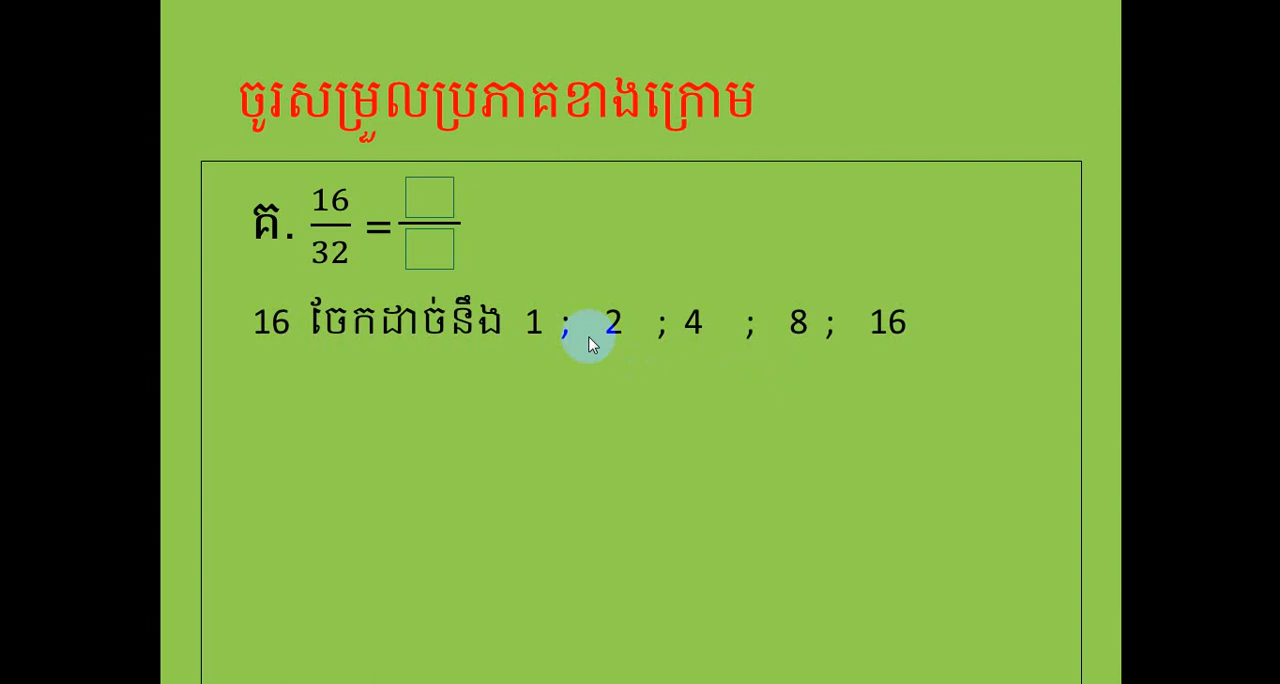 ចូរសម្រួលប្រភាគខាងក្រោម
គ. 16/32 =
16 ចែកដាច់នឹង 1 ; 2 ; 4 ; 8 ; 16